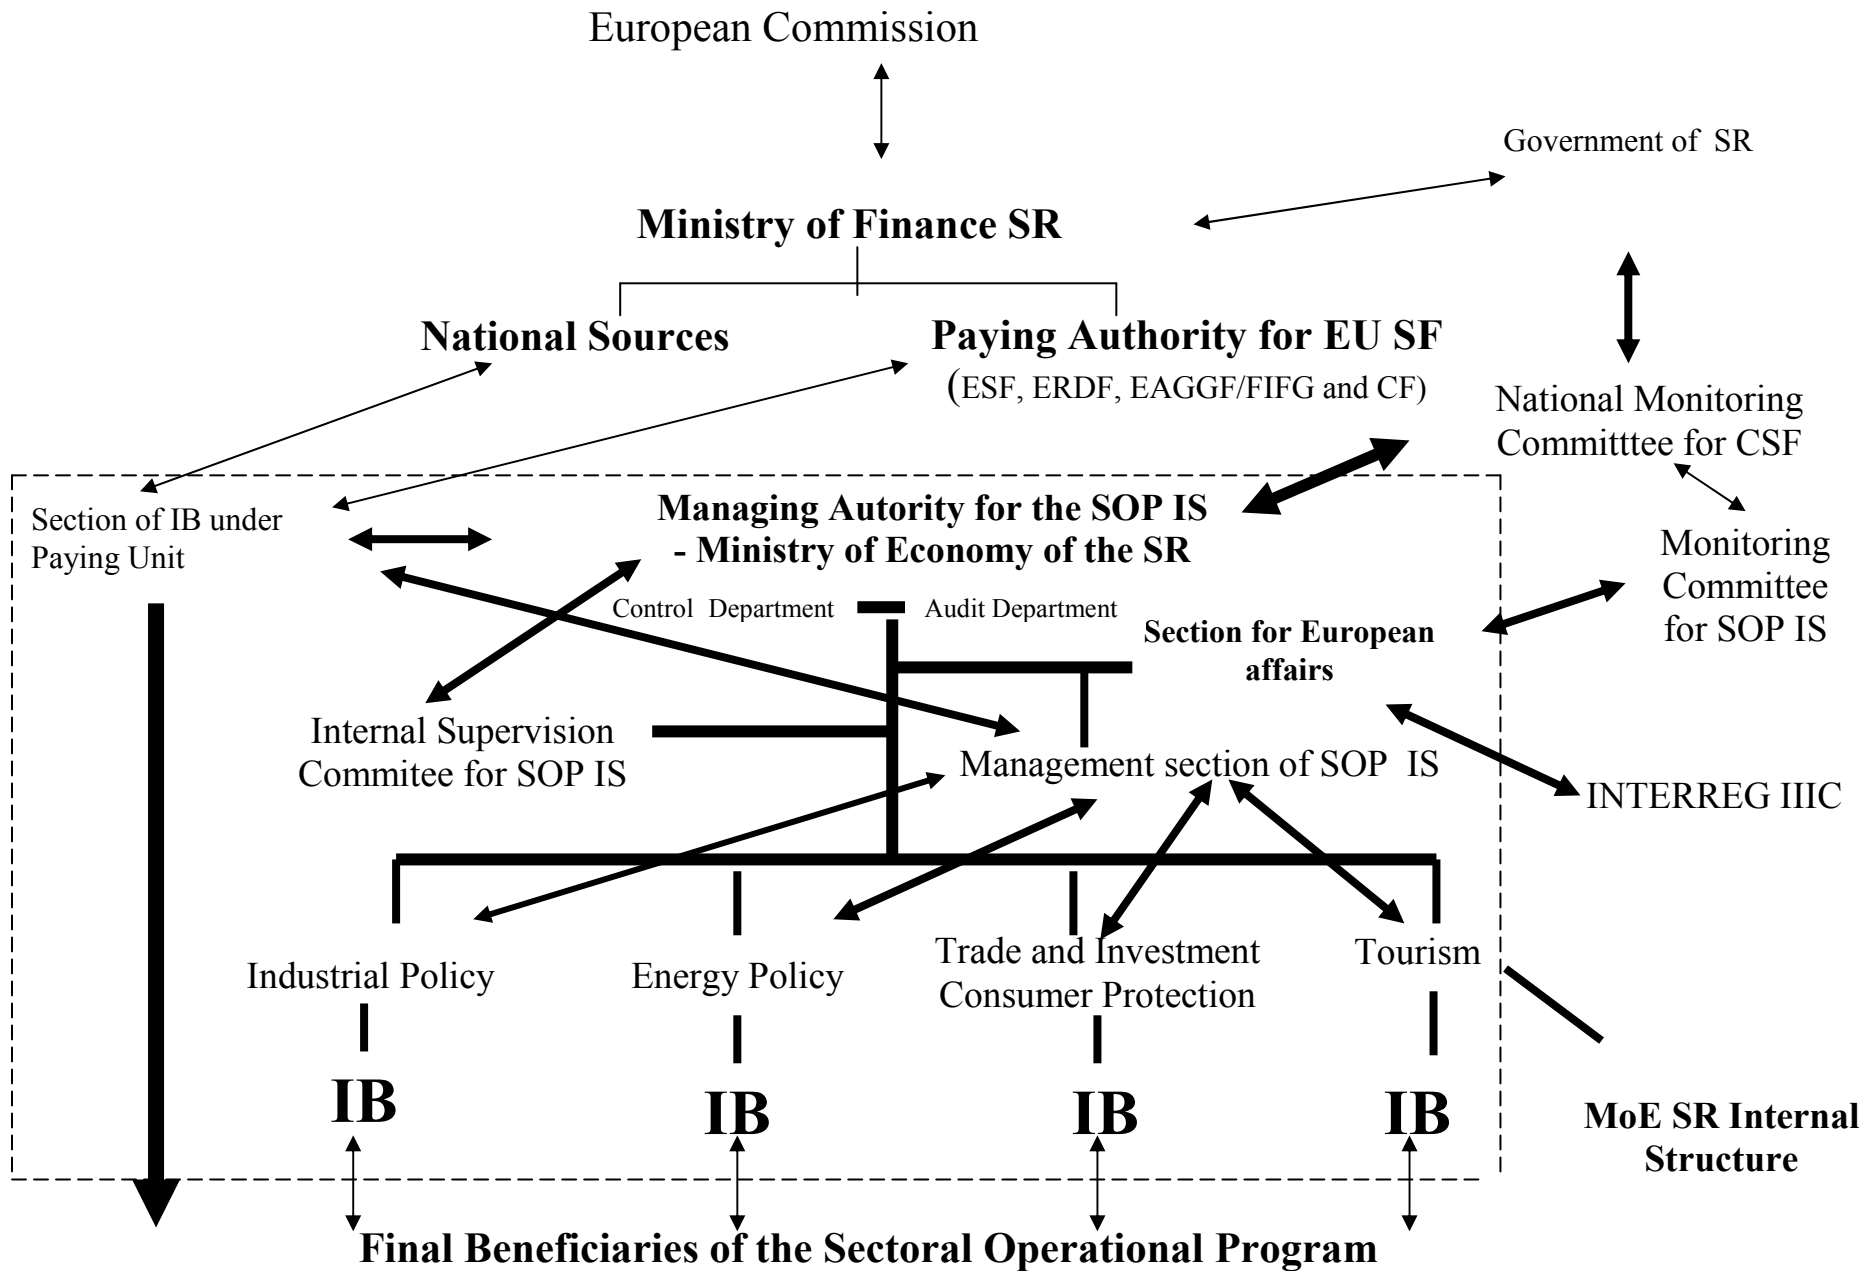 European Commission
Government of SR
Ministry of Finance SR
National Sources
Paying Authority for EU SF
(ESF, ERDF, EAGGF/FIFG and CF)
National Monitoring
Committtee for CSF
Section of IB under
Paying Unit
Managing Autority for the SOP IS
- Ministry of Economy of the SR
Monitoring
Committee
for SOP IS
Control Department
Audit Department
Section for European
affairs
Internal Supervision
Commitee for SOP IS
Management section of SOP IS
INTERREG IIIC
Industrial Policy
Energy Policy
Trade and Investment
Consumer Protection
Tourism
IB
IB
IB
IB
MoE SR Internal
Structure
Final Beneficiaries of the Sectoral Operational Program